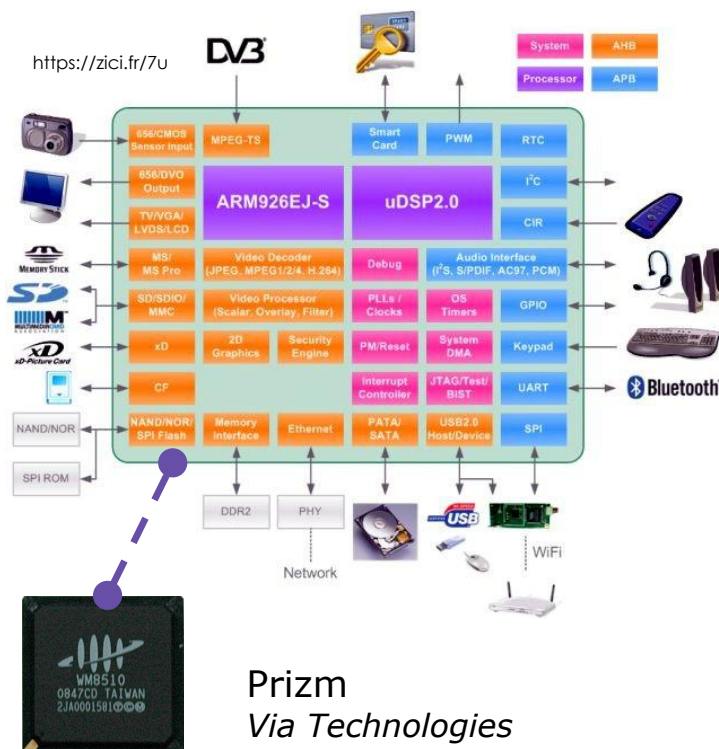 https://zici.fr/7u
DVB
System
AHB
Processor
APB
656/CMOS
Sensor Input
MPEG-TS
Smart
Card
PWM
RTC
656/DVO
Output
ARM926EJ-S
uDSP2.0
I²C
TV/VGA/
LVDS/LCD
CIR
MEMORY STICK
MS/
MS Pro
Video Decoder
(JPEG, MPEG1/2/4, H.264)
Debug
Audio Interface
(I²S, S/PDIF, AC97, PCM)
SD
MULTIMEDIACARD
ASSOCIATION
SD/SDIO/
MMC
Video Processor
(Scalar, Overlay, Filter)
PLLs /
Clocks
OS
Timers
GPIO
xD
xD-Picture Card
xD
2D
Graphics
Security
Engine
PM/Reset
System
DMA
Keypad
CF
Interrupt
Controller
JTAG/Test/
BIST
UART
Bluetooth
NAND/NOR
NAND/NOR/
SPI Flash
Memory
Interface
Ethernet
PATA/
SATA
USB2.0
Host/Device
SPI
SPI ROM
DDR2
PHY
USB
WiFi
Network
WM8510
0847CD TAIWAN
2JA0001581
Prizm
Via Technologies